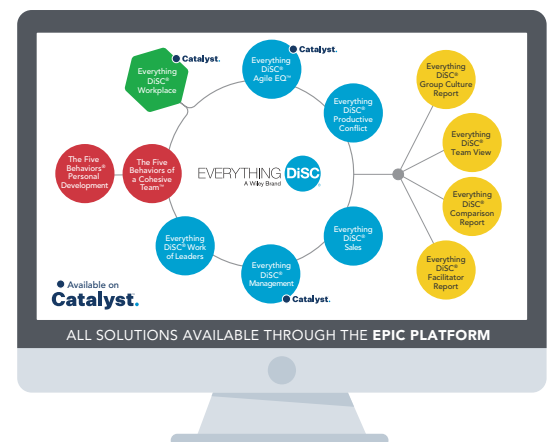 Everything
DiSC®
Workplace
Catalyst.
Everything
DiSC®
Agile EQ™
Catalyst.
Everything
DiSC®
Productive
Conflict
Everything
DiSC®
Group Culture
Report
Everything
DiSC®
Team View
Everything
DiSC®
Comparison
Report
Everything
DiSC®
Facilitator
Report
The Five
Behaviors®
Personal
Development
The Five
Behaviors of
a Cohesive
Team™
EVERYTHING DiSC®
A Wiley Brand
Everything
DiSC® Work
of Leaders
Everything
DiSC®
Management
Catalyst.
Everything
DiSC®
Sales
Available on
Catalyst.
ALL SOLUTIONS AVAILABLE THROUGH THE EPIC PLATFORM